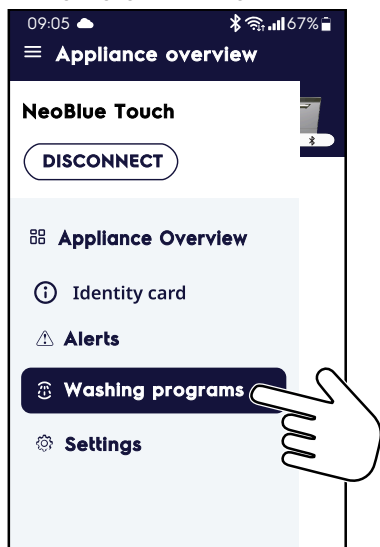 09:05 67%
Appliance overview
NeoBlue Touch
DISCONNECT
Appliance Overview
Identity card
Alerts
Washing programs
Settings